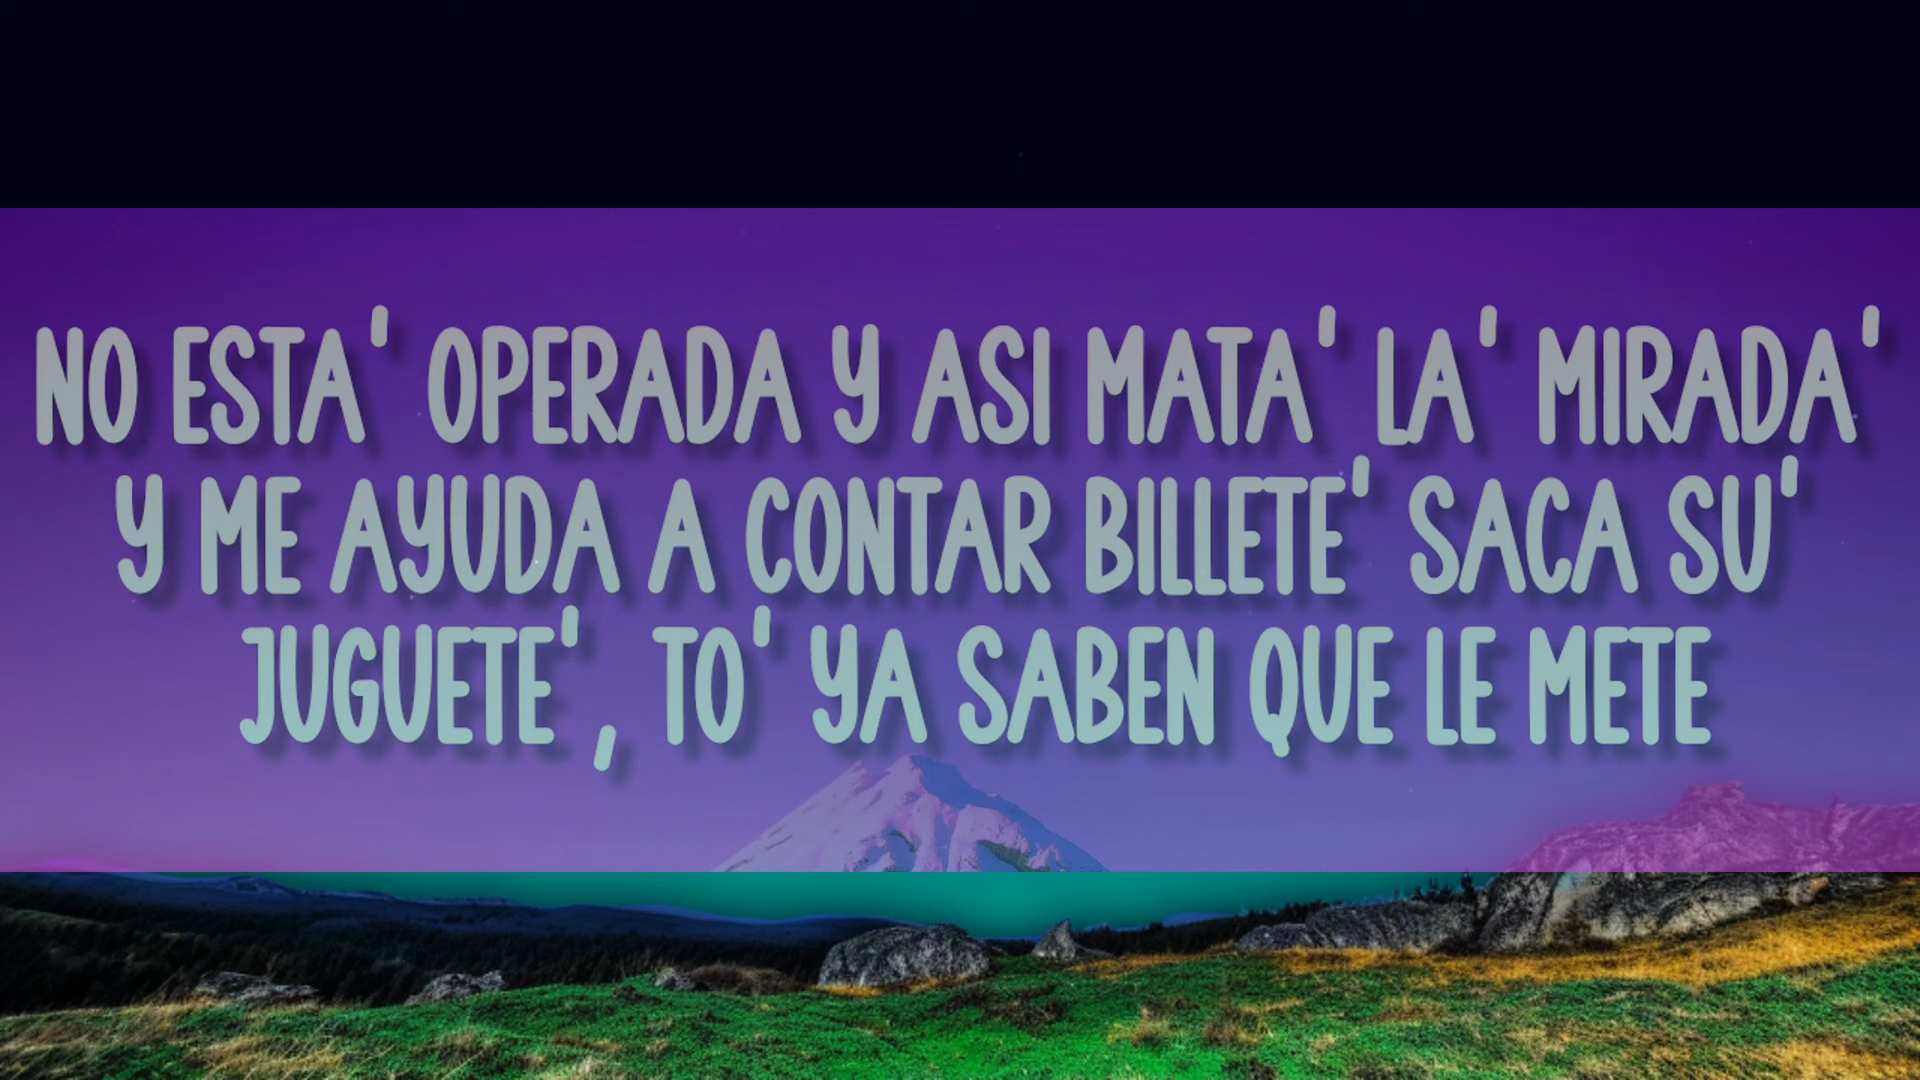 NO ESTA' OPERADA Y ASI MATA' LA' MIRADA'
Y ME AYUDA A CONTAR BILLETE' SACA SU'
JUGUETE', TO' YA SABEN QUE LE METE